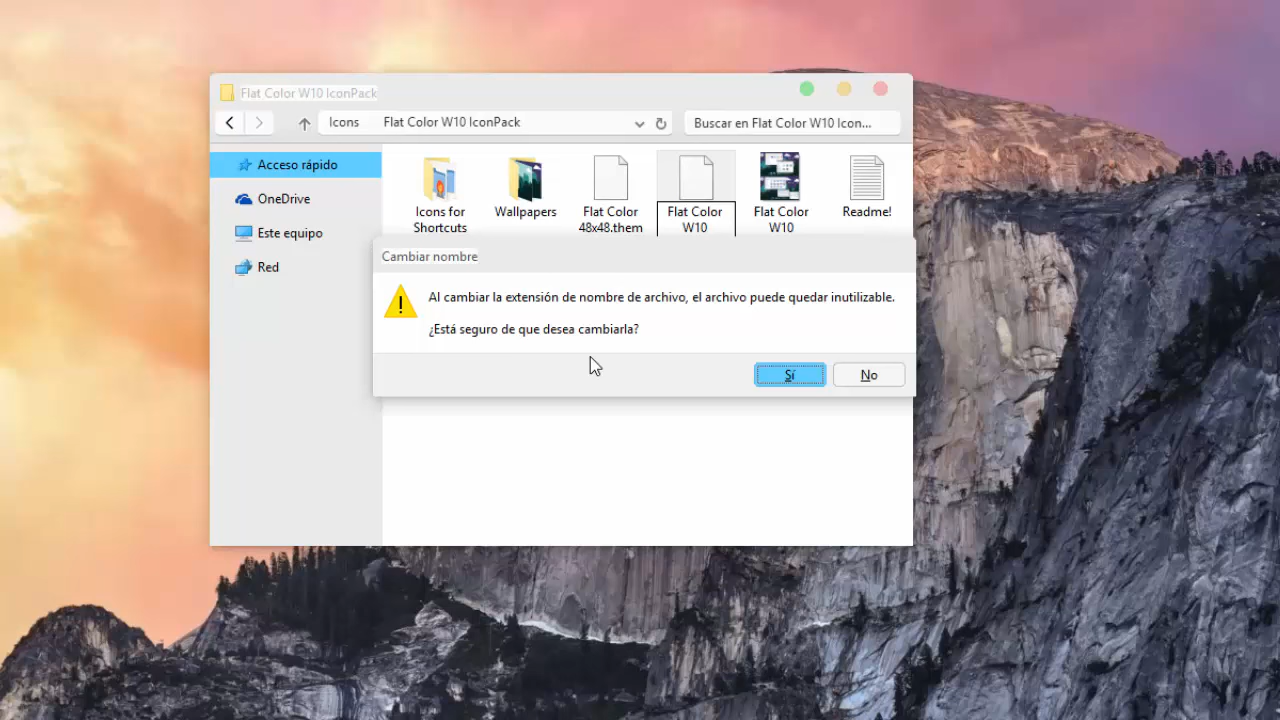 Flat Color W10 IconPack
Icons Flat Color W10 IconPack
Buscar en Flat Color W10 Icon...
Acceso rápido
OneDrive
Este equipo
Red
Icons for
Shortcuts
Wallpapers
Flat Color
48x48.them
Flat Color
W10
Flat Color
W10
Readme!
Cambiar nombre
Al cambiar la extensión de nombre de archivo, el archivo puede quedar inutilizable.
¿Está seguro de que desea cambiarla?
Sí
No